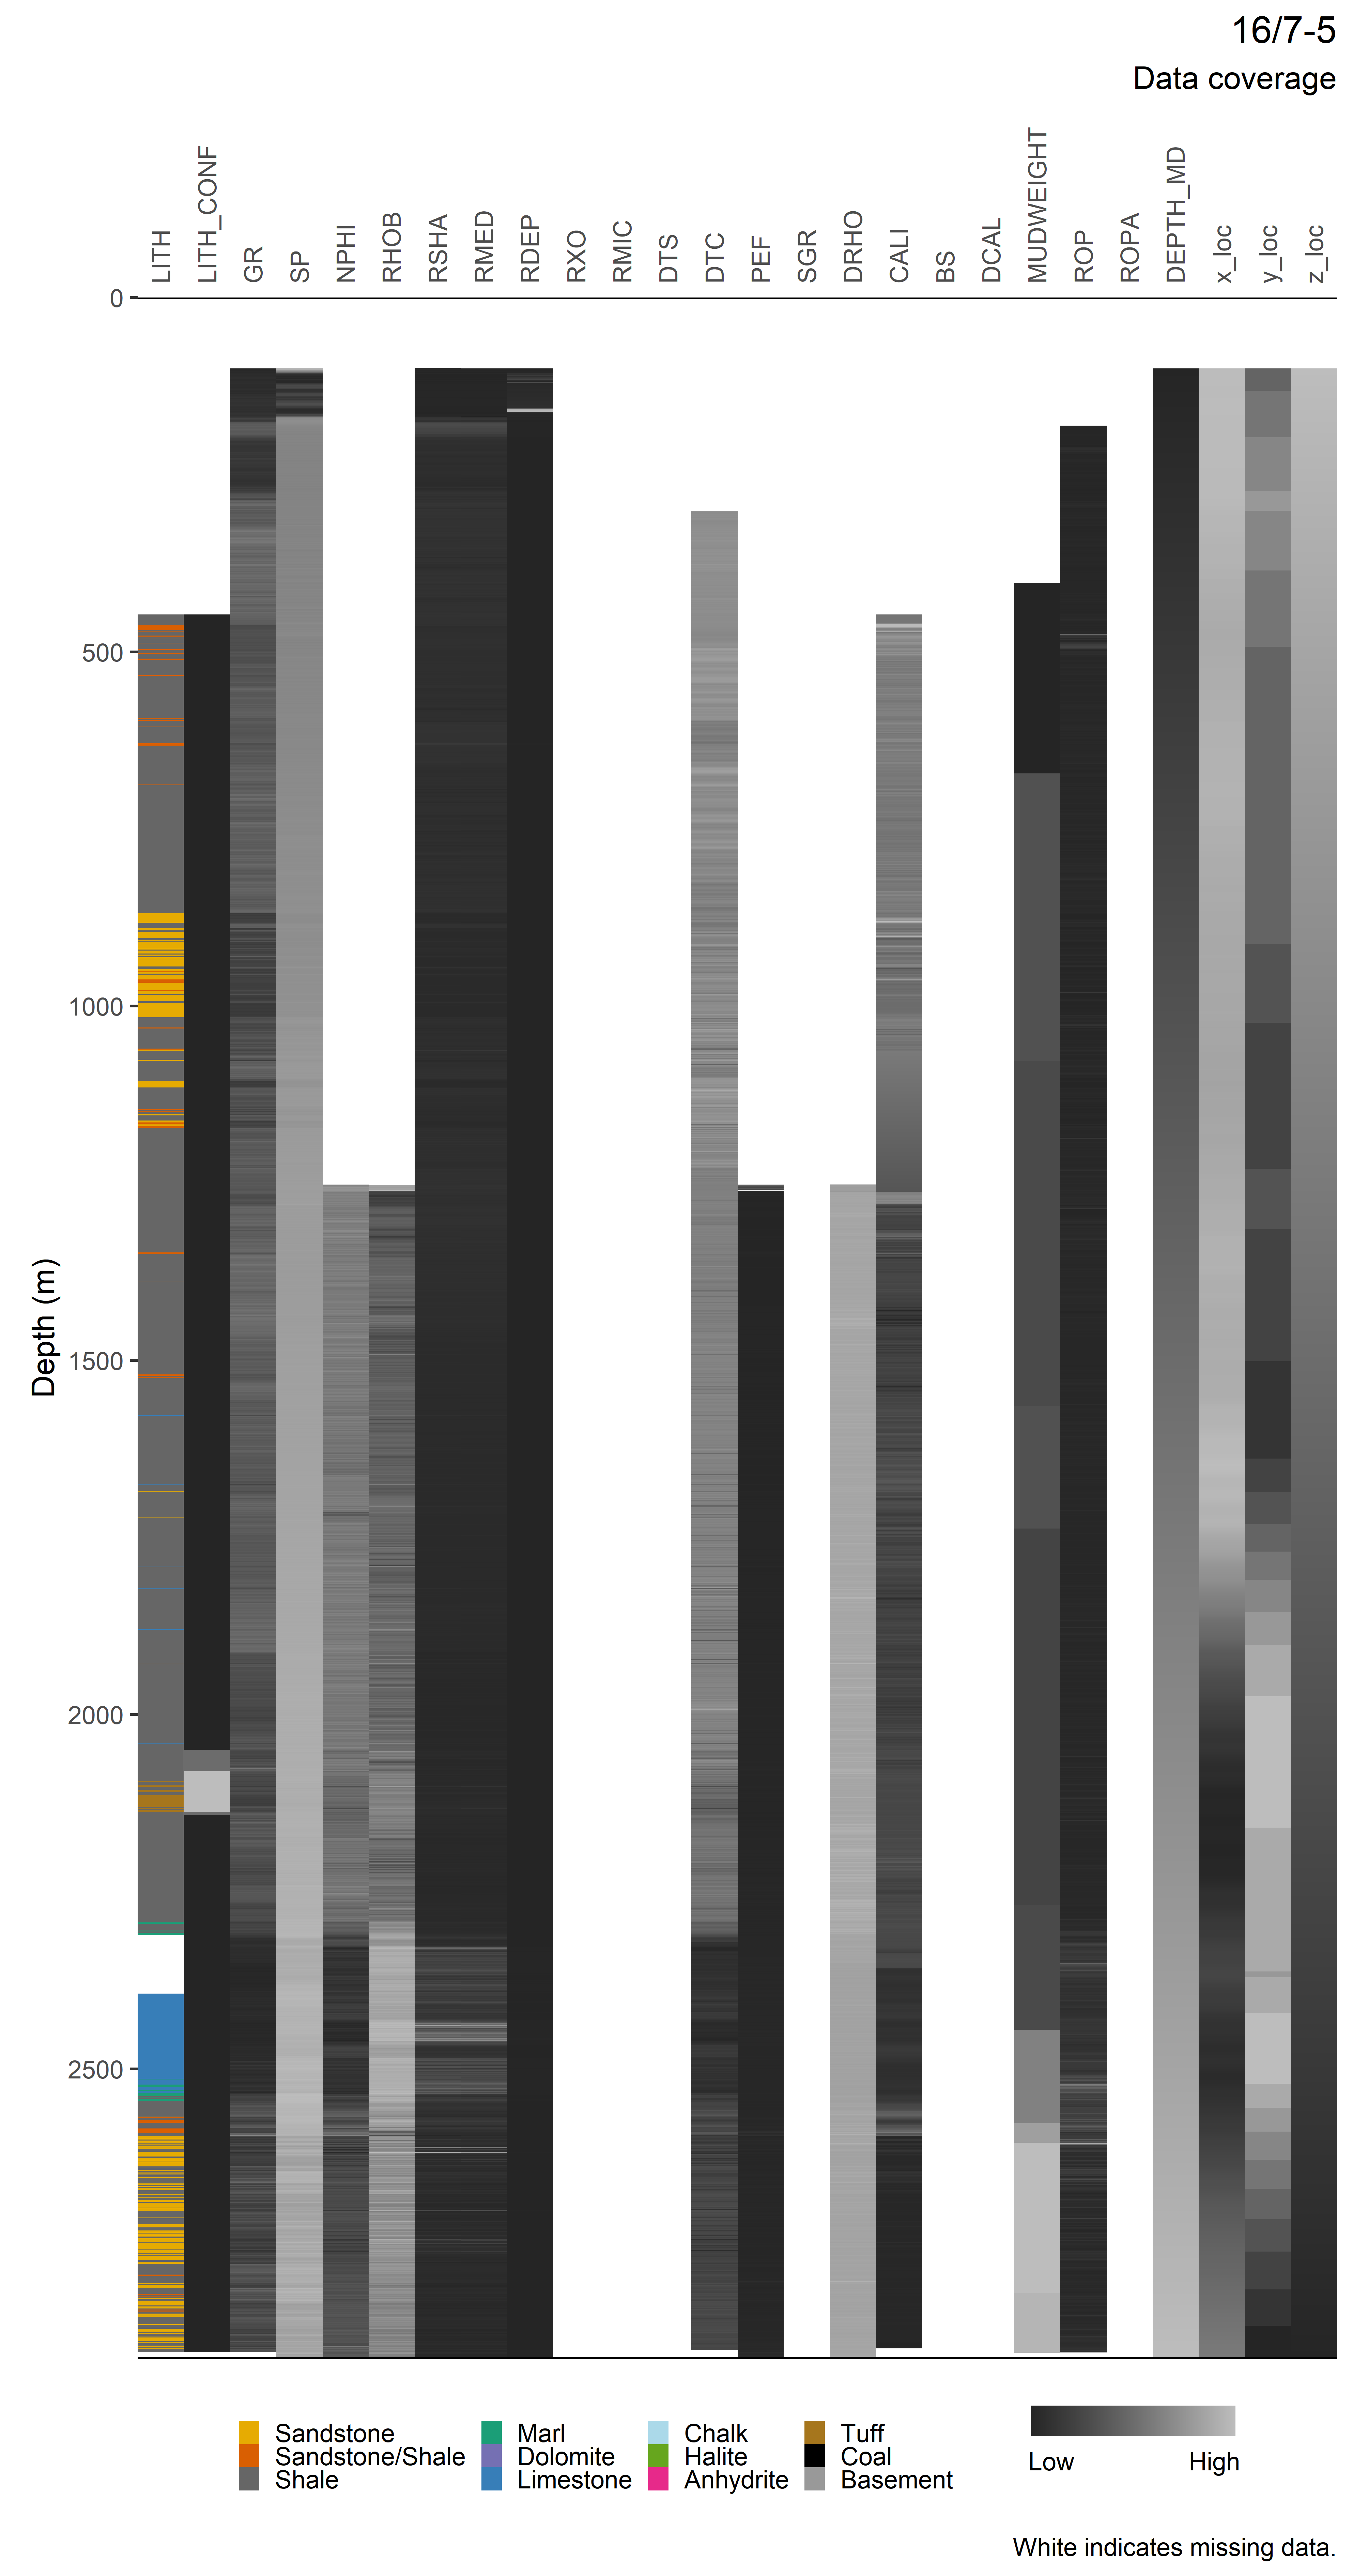 16/7-5
Data coverage
LITH
LITH_CONF
GR
SP
NPHI
RHOB
RSHA
RMED
RDEP
RXO
RMIC
DTS
DTC
PEF
SGR
DRHO
CALI
BS
DCAL
MUDWEIGHT
ROP
ROPA
DEPTH_MD
x_loc
y_loc
z_loc
0
500
1000
1500
2000
2500
Depth (m)
Sandstone
Sandstone/Shale
Shale
Marl
Dolomite
Limestone
Chalk
Halite
Anhydrite
Tuff
Coal
Basement
Low High
White indicates missing data.